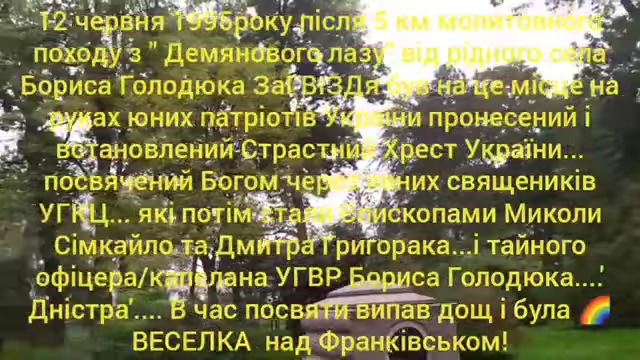 12 червня 1995року після 5 км молитовного
походу з " Демянового лазу" від рідного села
Бориса Голодюка ЗаГВІЗДя був на це місце на
руках юних патріотів України пронесений і
встановлений Страстний Хрест України...
посвячений Богом через явних священиків
УГКЦ... які потім стали Епископами Миколи
Сімкайло та Дмитра Григорака...і тайного
офіцера/капелана УГВР Бориса Голодюка....'
Дністра'.... В час посвяти випав дощ і була 🌈
ВЕСЕЛКА над Франківськом!